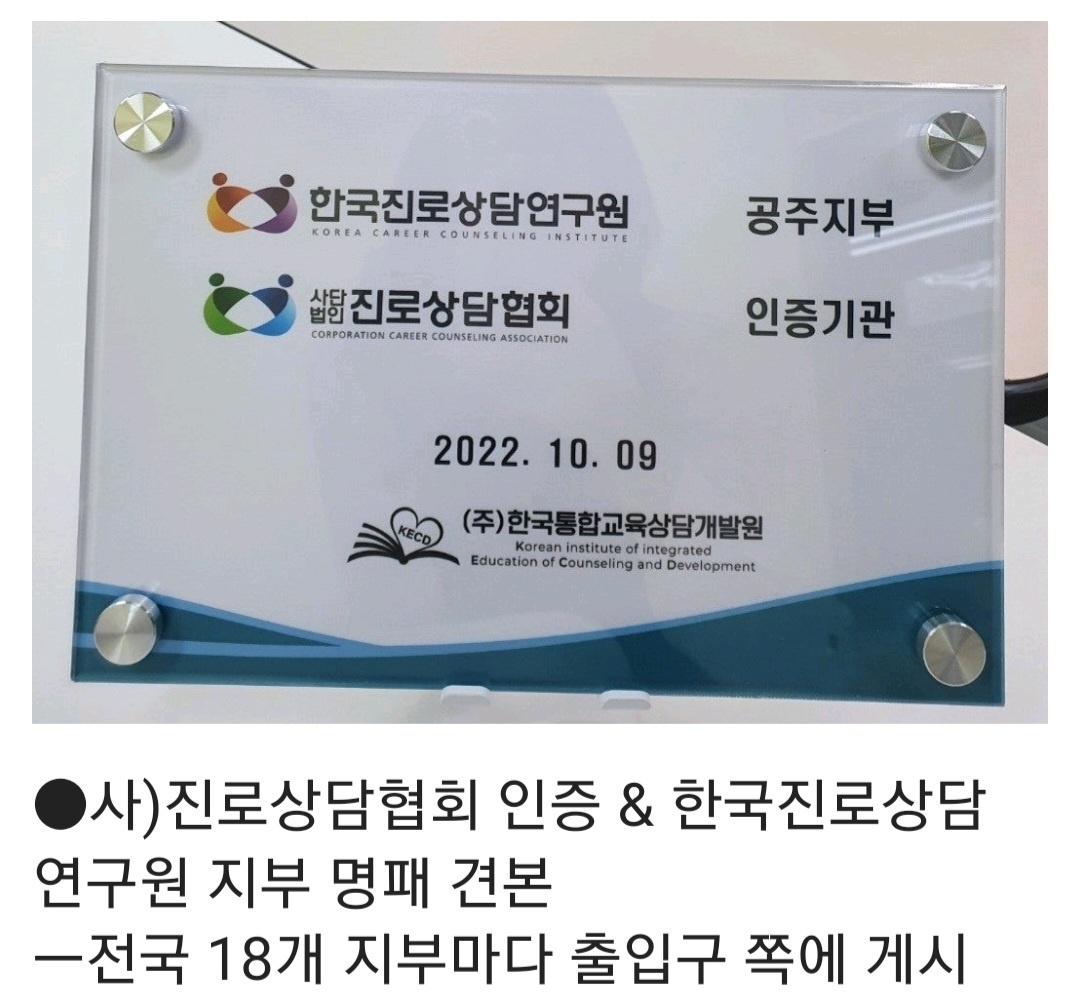 한국진로상담연구원 공주지부
KOREA CAREER COUNSELING INSTITUTE
사단법인 진로상담협회 인증기관
CORPORATION CAREER COUNSELING ASSOCIATION
2022. 10. 09
KECD (주)한국통합교육상담개발원
Korean institute of integrated
Education of Counseling and Development
●사)진로상담협회 인증 & 한국진로상담
연구원 지부 명패 견본
ㅡ전국 18개 지부마다 출입구 쪽에 게시